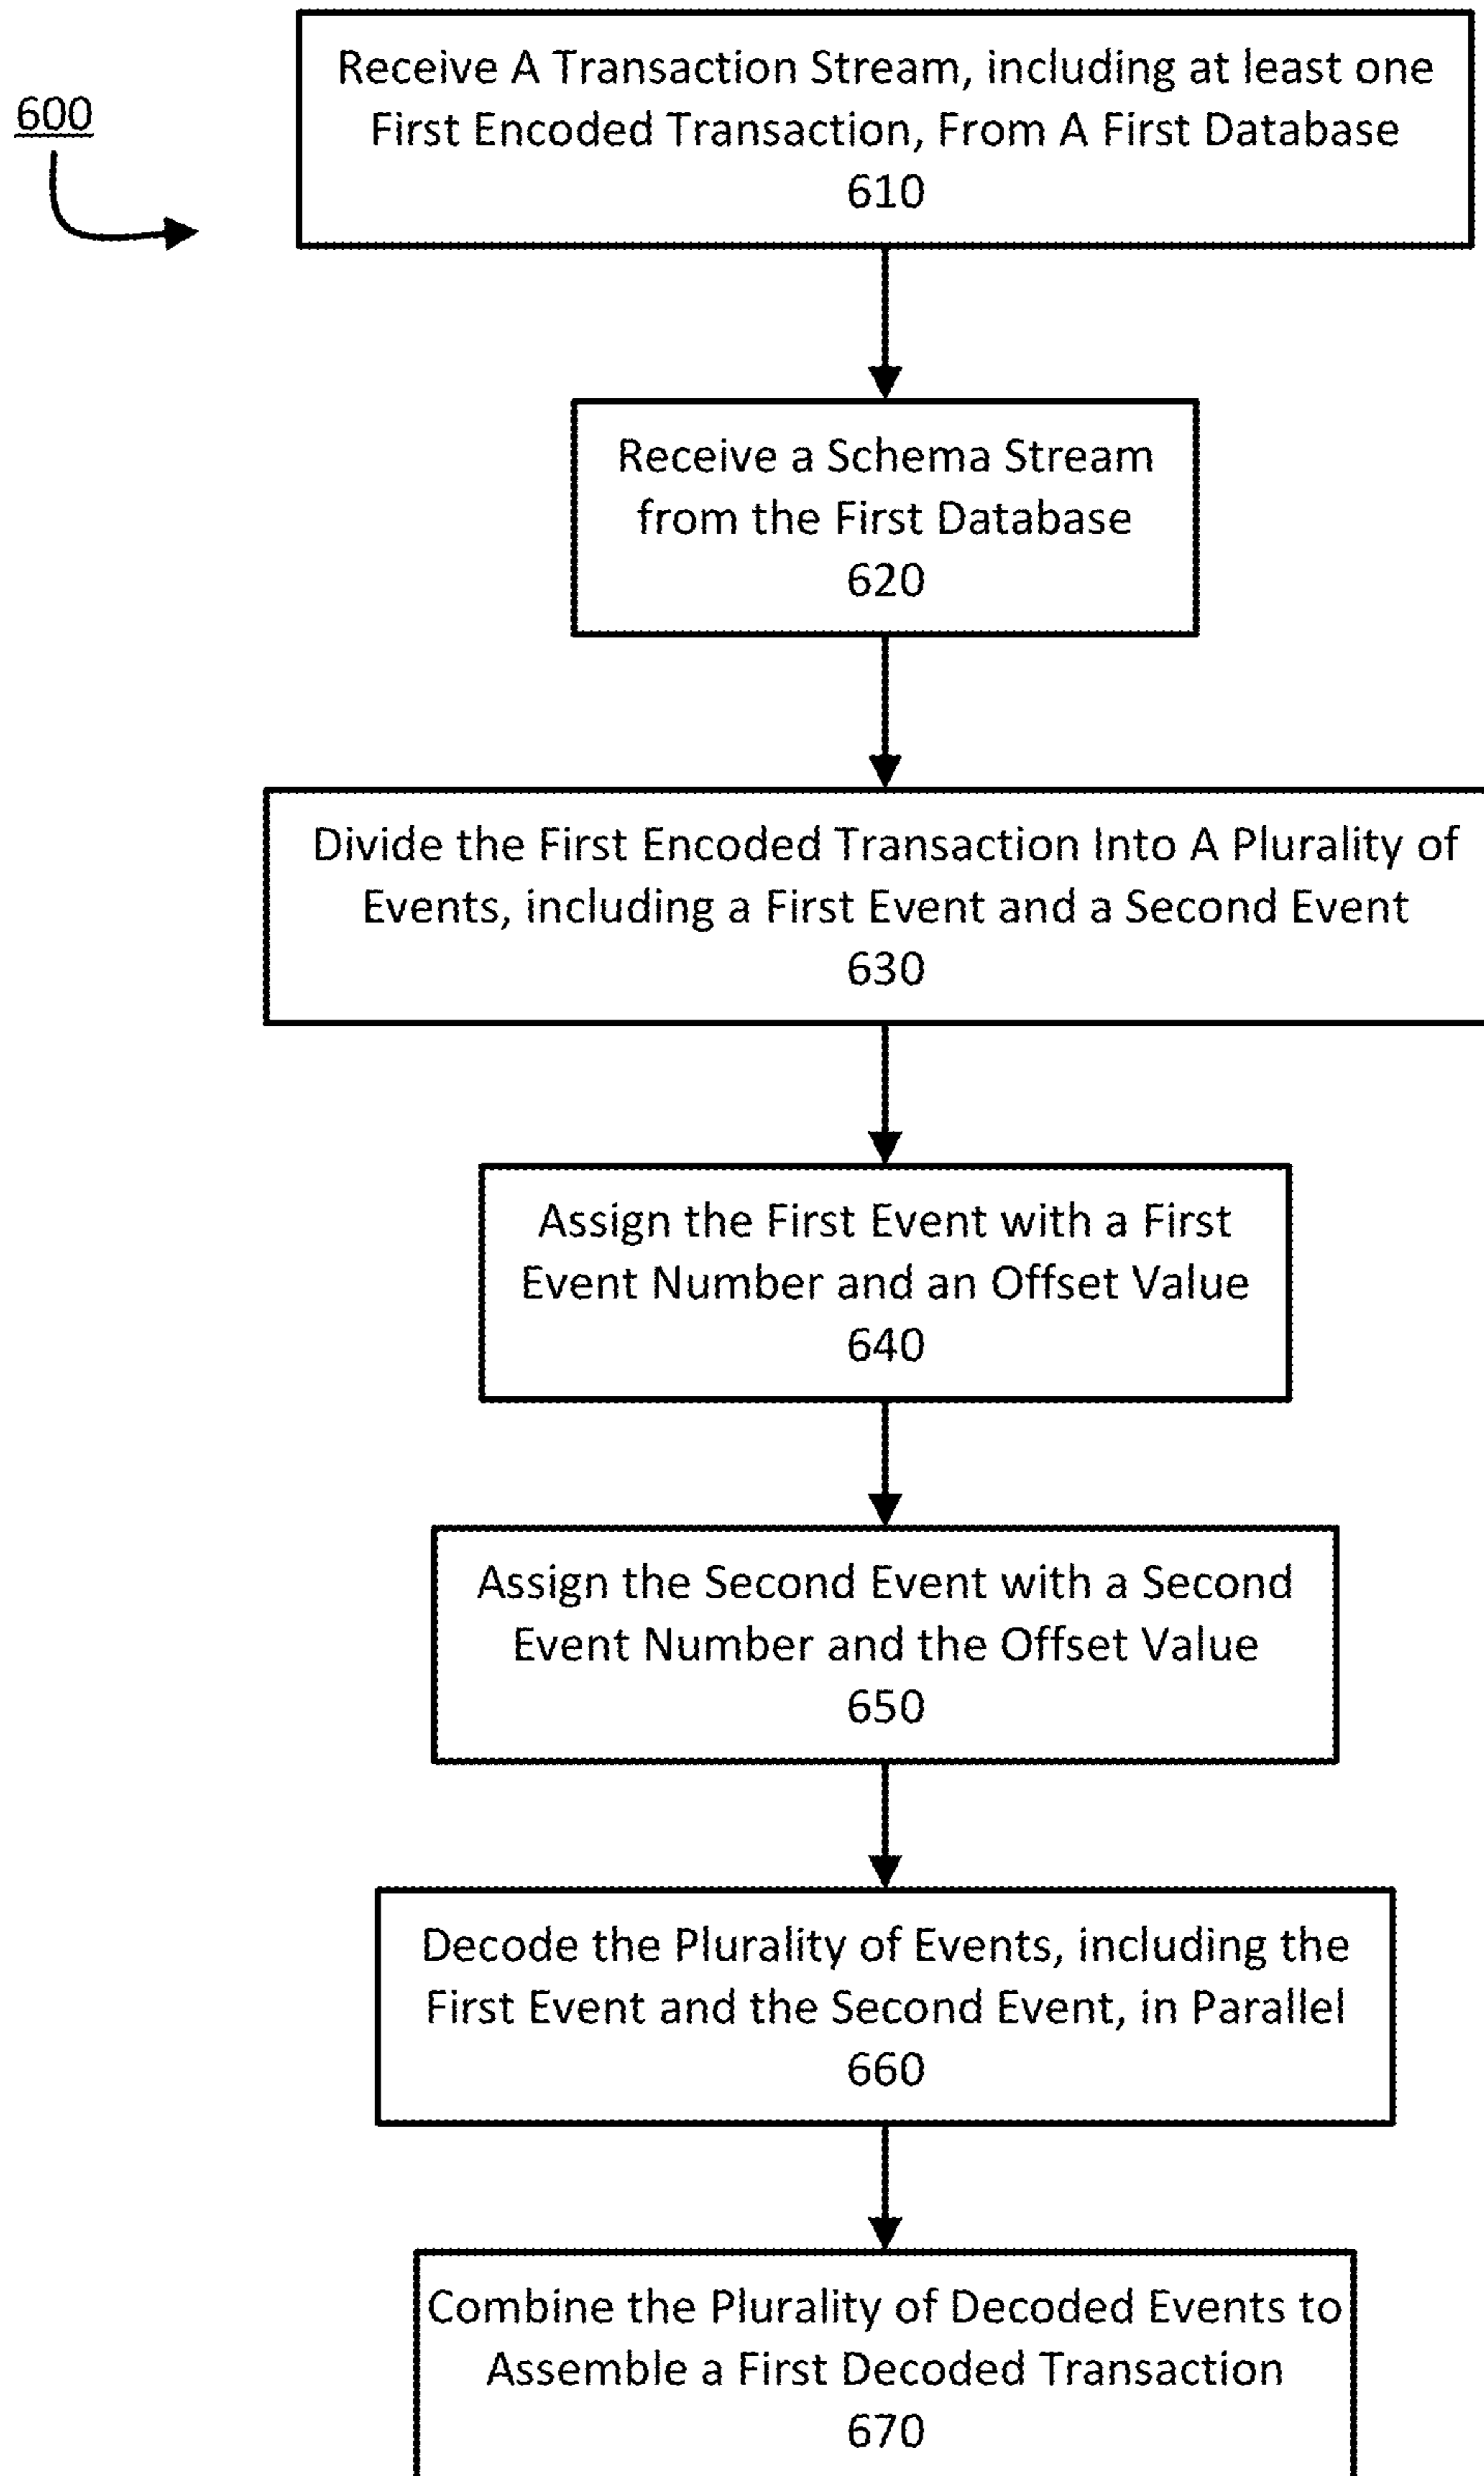 600
Receive A Transaction Stream, including at least one
First Encoded Transaction, From A First Database
610
Receive a Schema Stream
from the First Database
620
Divide the First Encoded Transaction Into A Plurality of
Events, including a First Event and a Second Event
630
Assign the First Event with a First
Event Number and an Offset Value
640
Assign the Second Event with a Second
Event Number and the Offset Value
650
Decode the Plurality of Events, including the
First Event and the Second Event, in Parallel
660
Combine the Plurality of Decoded Events to
Assemble a First Decoded Transaction
670